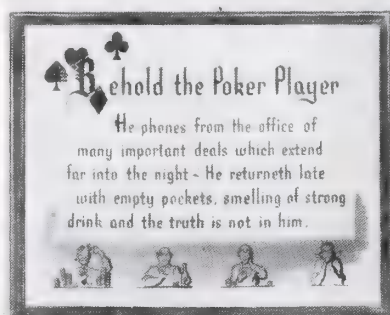 Behold the Poker Player
He phones from the office of
many important deals which extend
far into the night - He returneth late
with empty pockets, smelling of strong
drink and the truth is not in him.